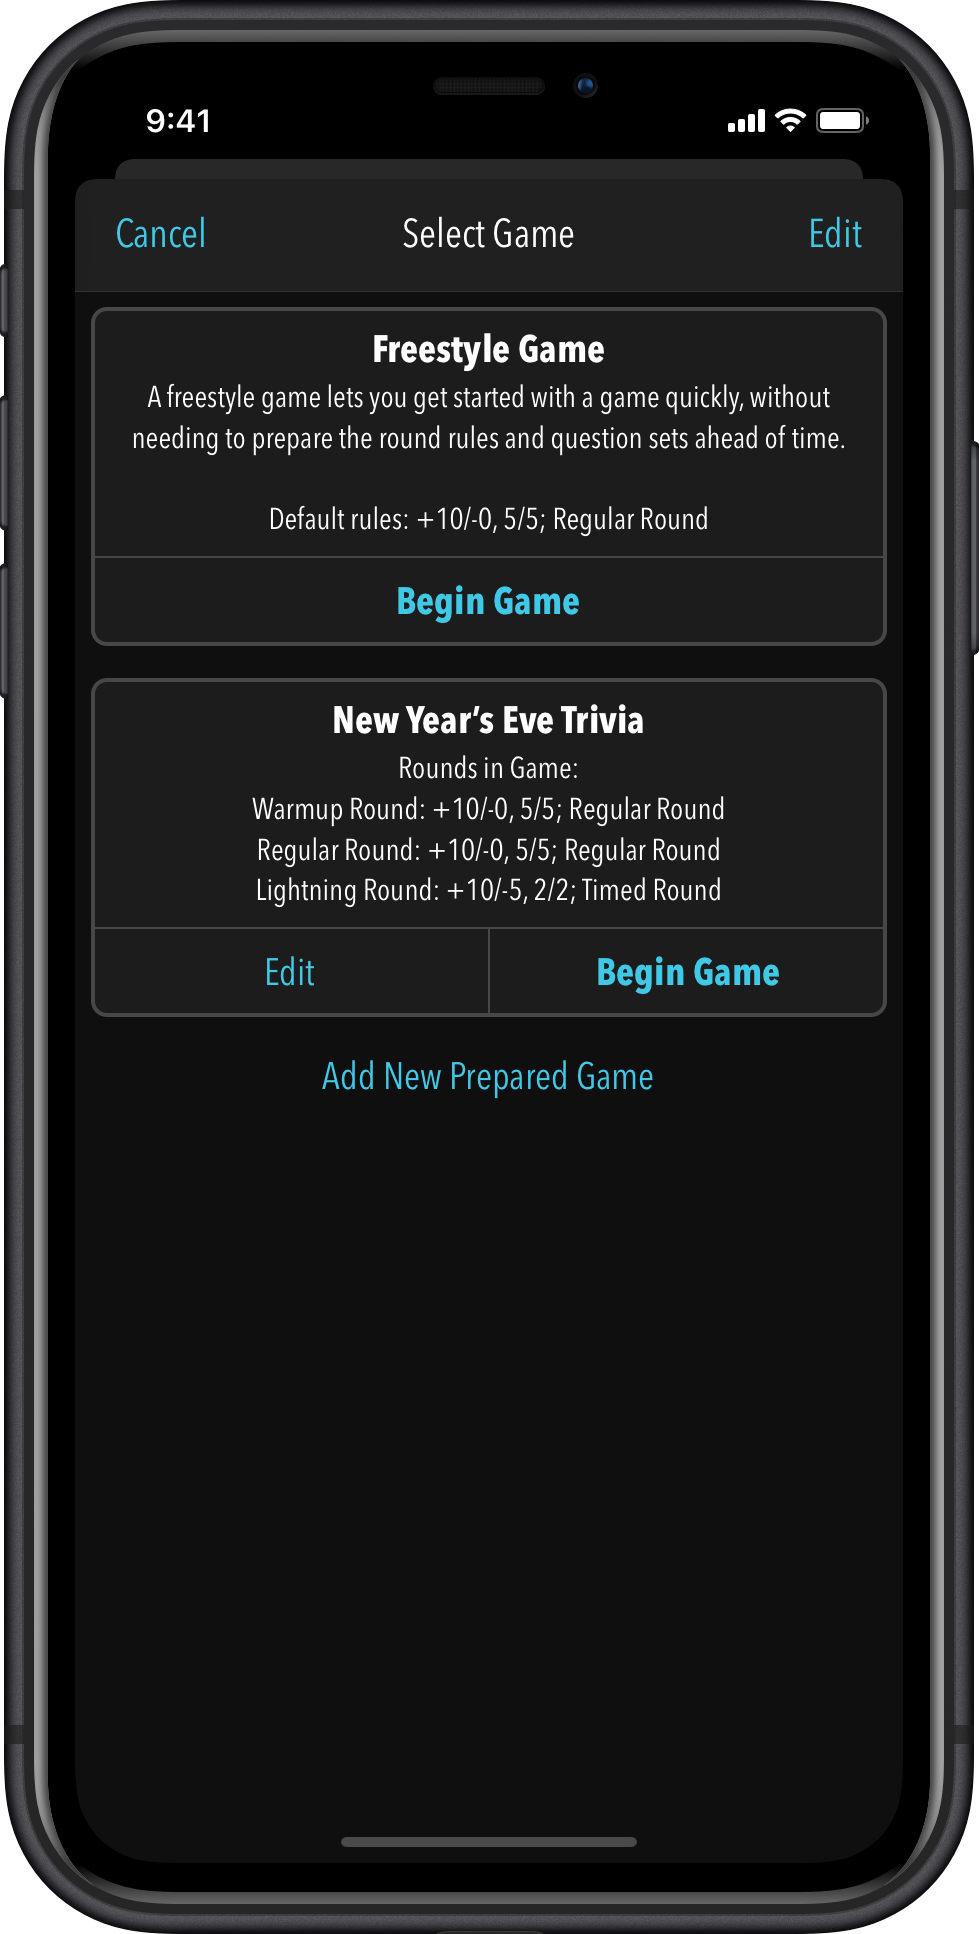 9:41
Cancel Select Game Edit
Freestyle Game
A freestyle game lets you get started with a game quickly, without
needing to prepare the round rules and question sets ahead of time.
Default rules: +10/-0, 5/5; Regular Round
Begin Game
New Year’s Eve Trivia
Rounds in Game:
Warmup Round: +10/-0, 5/5; Regular Round
Regular Round: +10/-0, 5/5; Regular Round
Lightning Round: +10/-5, 2/2; Timed Round
Edit Begin Game
Add New Prepared Game